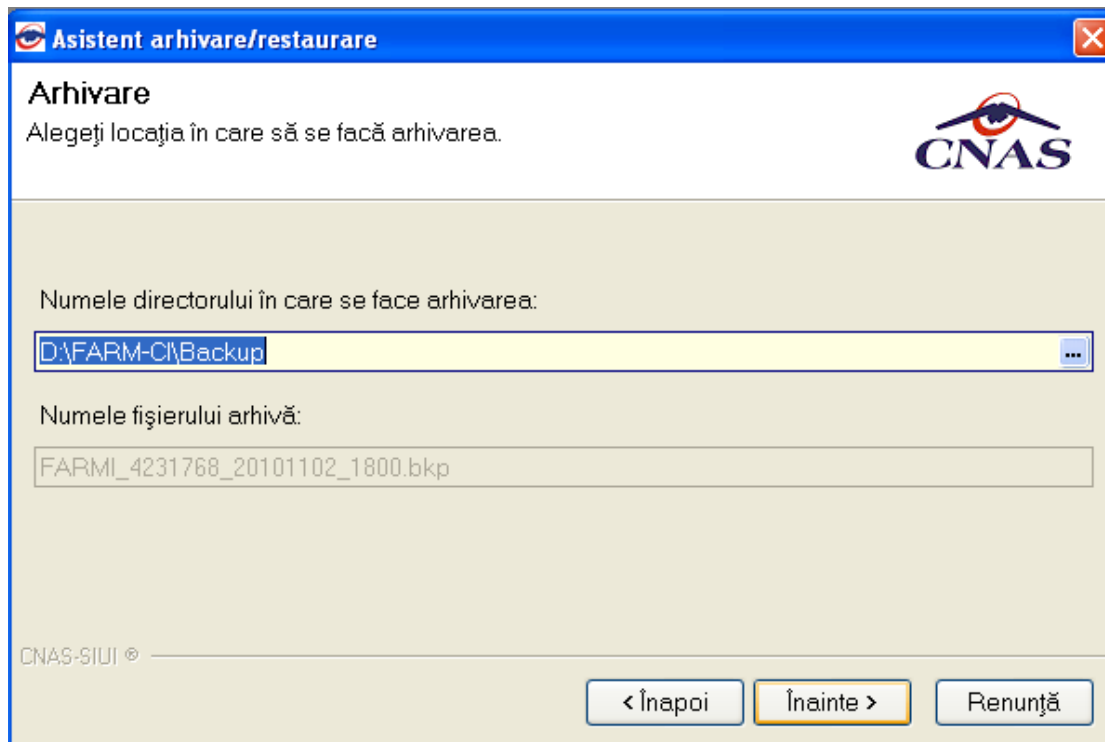 Asistent arhivare/restaurare
Arhivare
Alegeţi locaţia în care să se facă arhivarea.
CNAS
Numele directorului în care se face arhivarea:
D:\FARM-CI\Backup
...
Numele fişierului arhivă:
FARMI_4231768_20101102_1800.bkp
CNAS-SIUI ®
< Înapoi
Înainte >
Renunţă